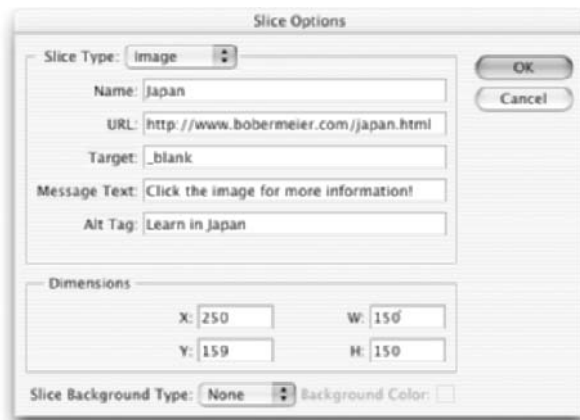 Slice Options
Slice Type: Image
OK
Name: Japan
Cancel
URL: http://www.bobermeier.com/japan.html
Target: _blank
Message Text: Click the image for more information!
Alt Tag: Learn in Japan
Dimensions
X: 250 W: 150
Y: 159 H: 150
Slice Background Type: None Background Color: